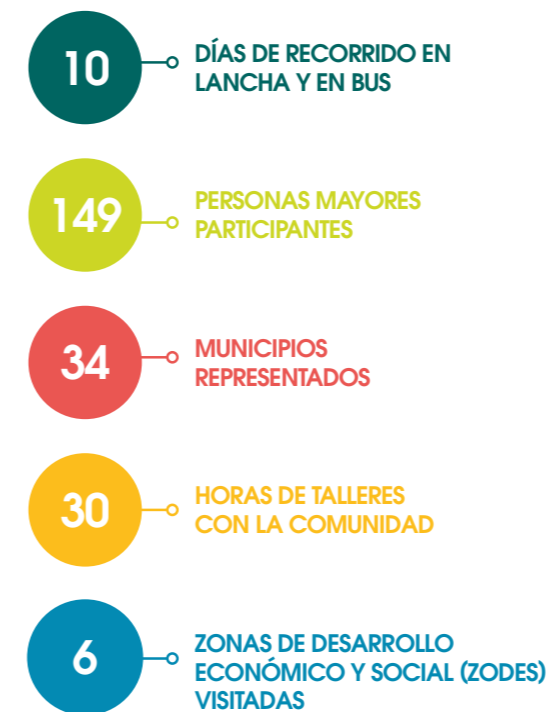 10
DÍAS DE RECORRIDO EN
LANCHA Y EN BUS
149
PERSONAS MAYORES
PARTICIPANTES
34
MUNICIPIOS
REPRESENTADOS
30
HORAS DE TALLERES
CON LA COMUNIDAD
6
ZONAS DE DESARROLLO
ECONÓMICO Y SOCIAL (ZODES)
VISITADAS